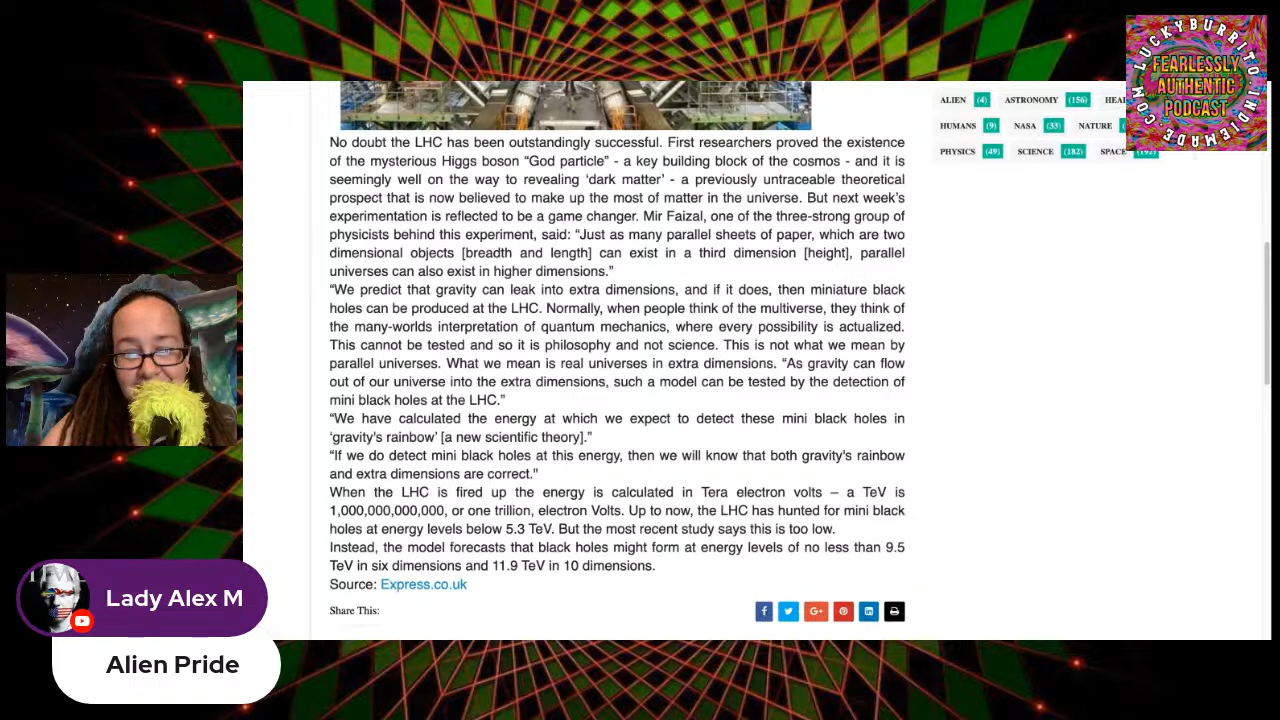 LUCKYBURRITO.INDIEMADE.COM
FEARLESSLY
AUTHENTIC
PODCAST
ALIEN (4) ASTRONOMY (156)
HUMANS (9) NASA (33) NATURE
PHYSICS (49) SCIENCE (182) SPACE
No doubt the LHC has been outstandingly successful. First researchers proved the existence
of the mysterious Higgs boson “God particle” - a key building block of the cosmos - and it is
seemingly well on the way to revealing ‘dark matter’ - a previously untraceable theoretical
prospect that is now believed to make up the most of matter in the universe. But next week’s
experimentation is reflected to be a game changer. Mir Faizal, one of the three-strong group of
physicists behind this experiment, said: “Just as many parallel sheets of paper, which are two
dimensional objects [breadth and length] can exist in a third dimension [height], parallel
universes can also exist in higher dimensions.”
“We predict that gravity can leak into extra dimensions, and if it does, then miniature black
holes can be produced at the LHC. Normally, when people think of the multiverse, they think of
the many-worlds interpretation of quantum mechanics, where every possibility is actualized.
This cannot be tested and so it is philosophy and not science. This is not what we mean by
parallel universes. What we mean is real universes in extra dimensions. “As gravity can flow
out of our universe into the extra dimensions, such a model can be tested by the detection of
mini black holes at the LHC.”
“We have calculated the energy at which we expect to detect these mini black holes in
‘gravity's rainbow’ [a new scientific theory].”
“If we do detect mini black holes at this energy, then we will know that both gravity's rainbow
and extra dimensions are correct."
When the LHC is fired up the energy is calculated in Tera electron volts – a TeV is
1,000,000,000,000, or one trillion, electron Volts. Up to now, the LHC has hunted for mini black
holes at energy levels below 5.3 TeV. But the most recent study says this is too low.
Instead, the model forecasts that black holes might form at energy levels of no less than 9.5
TeV in six dimensions and 11.9 TeV in 10 dimensions.
Source: Express.co.uk
Share This:
Lady Alex M
Alien Pride